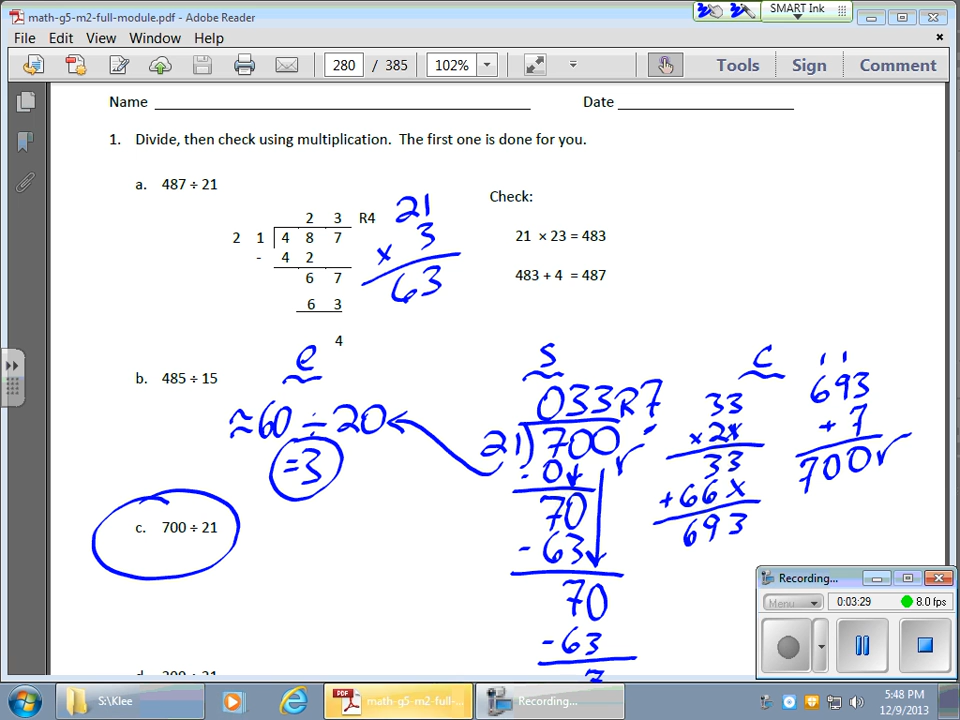 math-g5-m2-full-module.pdf - Adobe Reader
SMART Ink
File Edit View Window Help
280 / 385 102% Tools Sign Comment
Name Date
1. Divide, then check using multiplication. The first one is done for you.
a. 487 ÷ 21
Check:
2 3 R4
2 1 4 8 7
- 4 2
6 7
6 3
4
21
3
×
63
21 × 23 = 483
483 + 4 = 487
b. 485 ÷ 15
e
≈60 ÷ 20
=3
c. 700 ÷ 21
s
033R7
21)700
-0
70
-63
70
-63
7
c
33
×21
33
+66x
693
11
693
+ 7
700✓
d. 399 ÷ 21
Recording...
Menu 0:03:29 8.0 fps
S:\Klee
math-g5-m2-full-...
Recording...
5:48 PM
12/9/2013